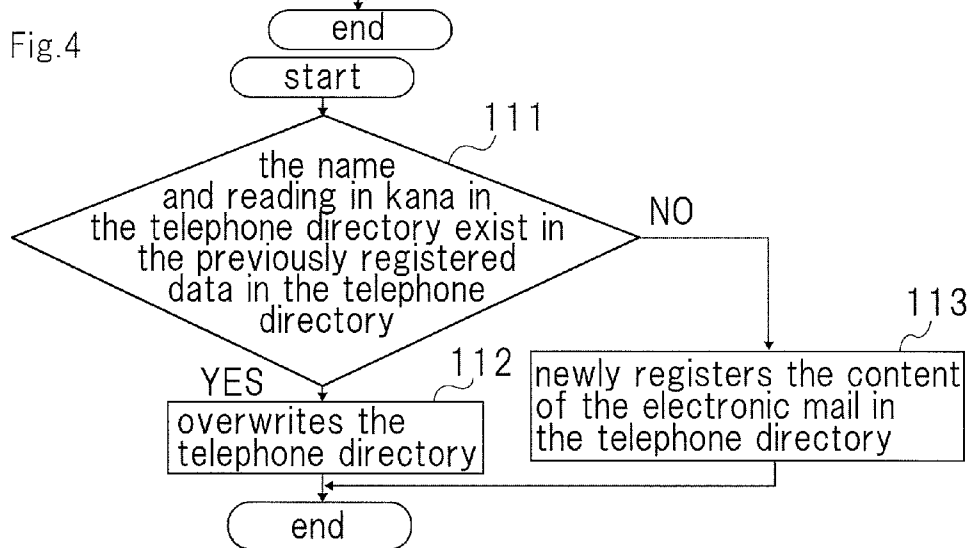 end
Fig.4
start
111
the name
and reading in kana in
the telephone directory exist in
the previously registered
data in the telephone
directory
NO
YES
112
overwrites the
telephone directory
113
newly registers the content
of the electronic mail in
the telephone directory
end